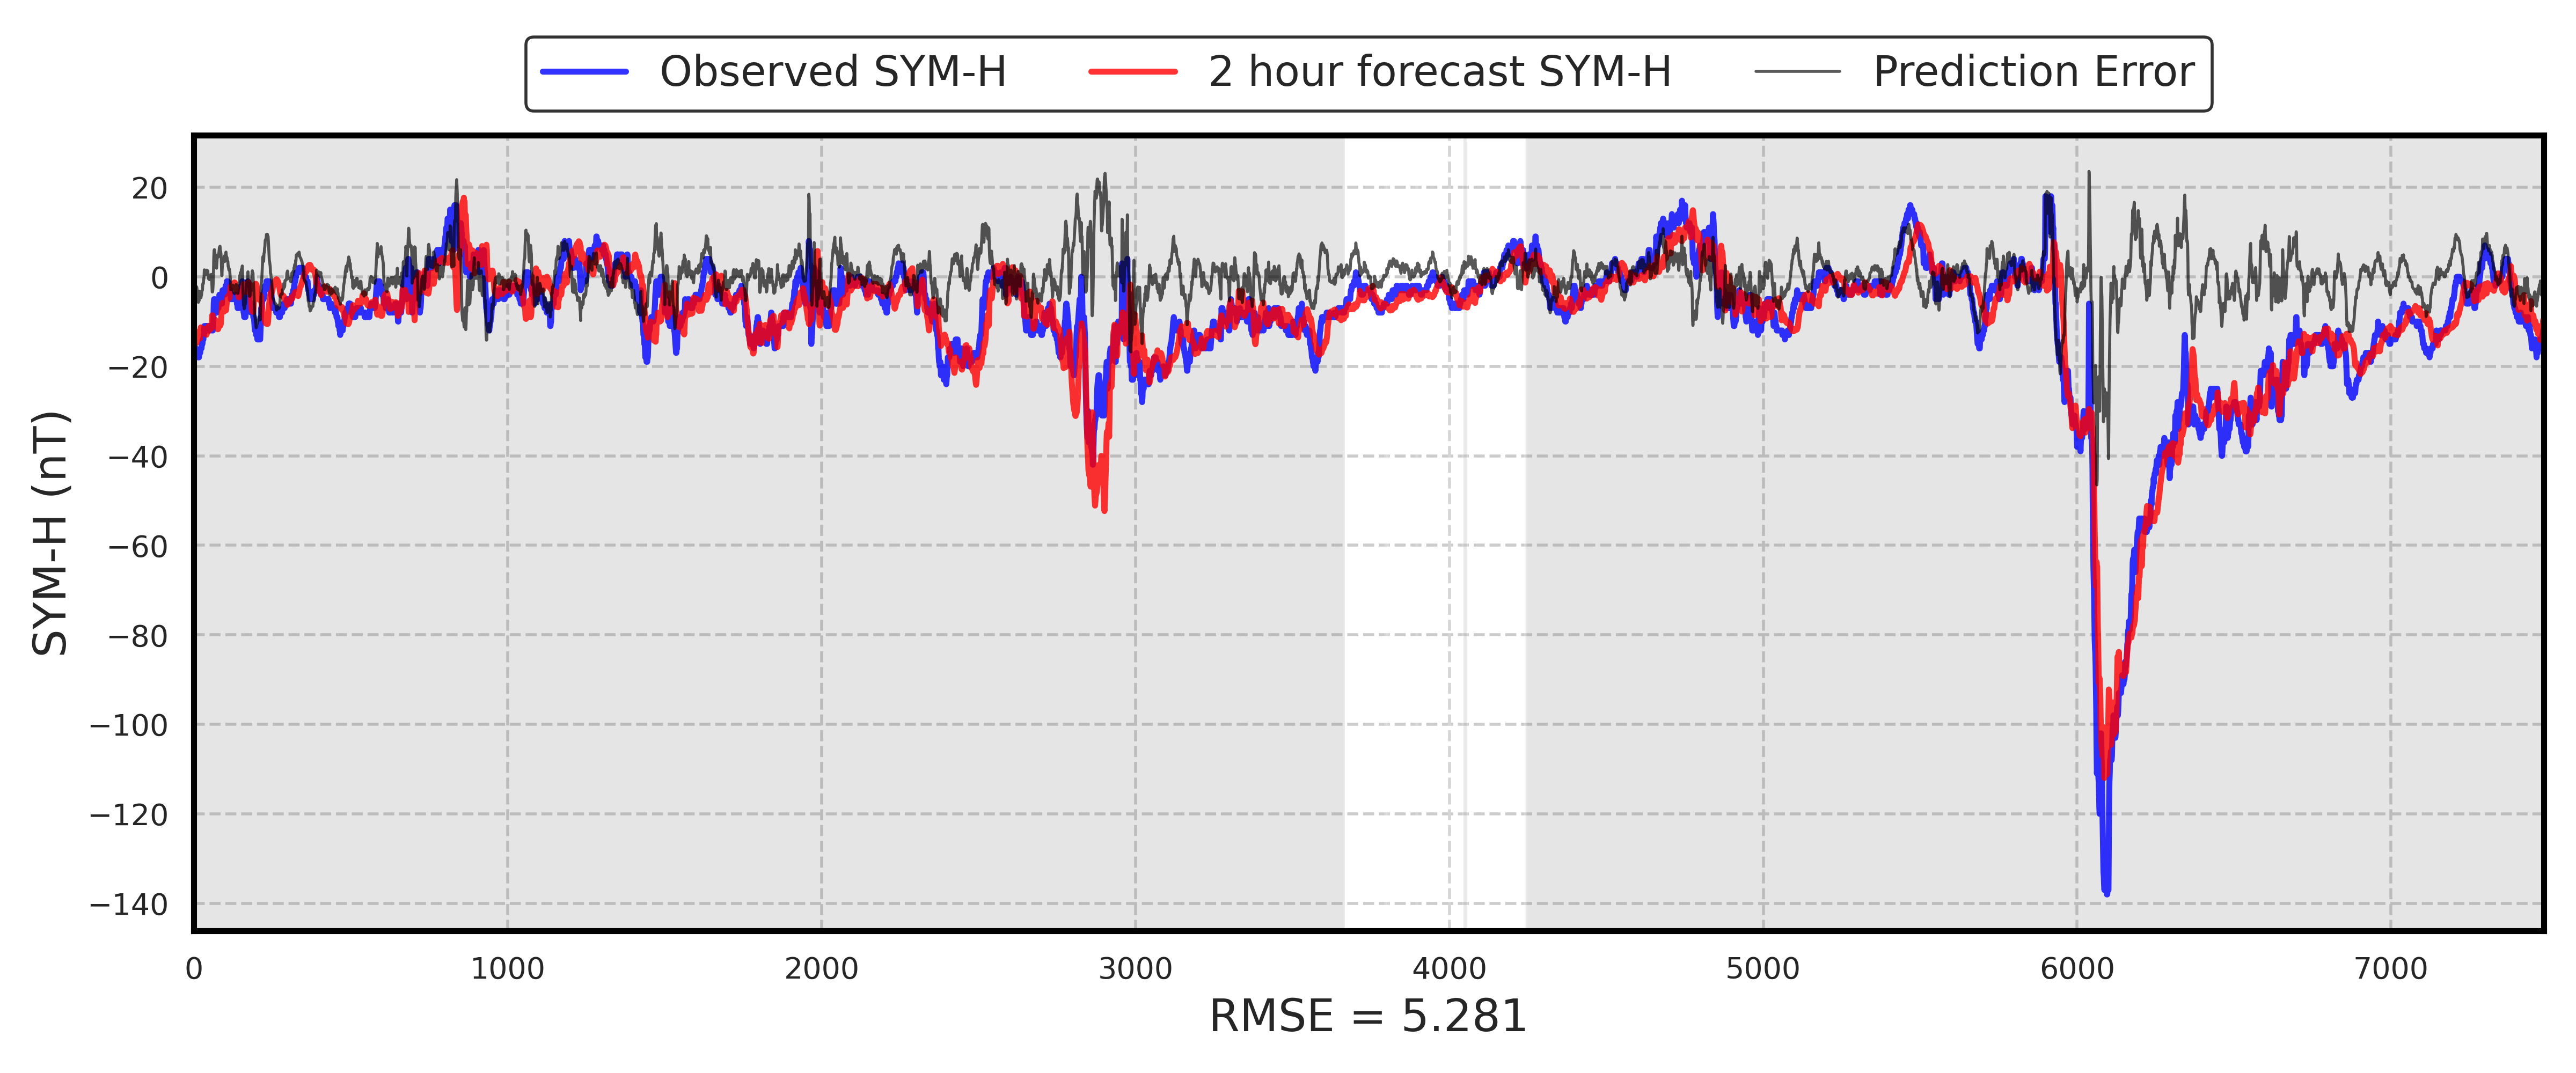 Observed SYM-H 2 hour forecast SYM-H Prediction Error
SYM-H (nT)
20
0
−20
−40
−60
−80
−100
−120
−140
0 1000 2000 3000 4000 5000 6000 7000
RMSE = 5.281